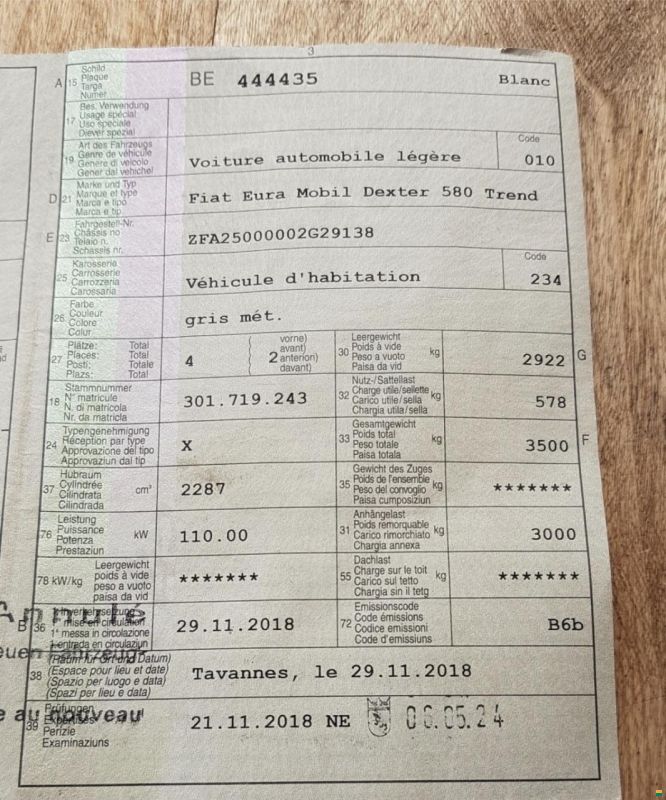 3
A 15 Schild
Plaque
Targa
Numer
BE 444435 Blanc
17 Bes. Verwendung
Usage spécial
Uso speciale
Diever spezial
19 Art des Fahrzeugs
Genre de véhicule
Genere di veicolo
Gener dal vehichel
Voiture automobile légère
Code
010
D 21 Marke und Typ
Marque et type
Marca e tipo
Marca e tip
Fiat Eura Mobil Dexter 580 Trend
E 23 Fahrgestell-Nr.
Châssis no
Telaio n.
Schassis nr.
ZFA25000002G29138
25 Karosserie
Carrosserie
Carrozzeria
Carossaria
Véhicule d'habitation
Code
234
26 Farbe
Couleur
Colore
Calur
gris mét.
27 Plätze: Total
Places: Total
Posti: Totale
Plazs: Total
4
vorne)
avant)
2 anterion)
davant)
30 Leergewicht
Poids à vide
Peso a vuoto
Paisa da vid
kg
2922 G
18 Stammnummer
N° matricule
N. di matricola
Nr. da matricla
301.719.243
32 Nutz-/Sattellast
Charge utile/sellette
Carico utile/sella
Chargia utila/sella
kg
578
24 Typengenehmigung
Réception par type
Approvazione del tipo
Approvaziun dal tip
X
33 Gesamtgewicht
Poids total
Peso totale
Paisa totala
kg
3500 F
37 Hubraum
Cylindrée
Cilindrata
Cilindrada
cm³
2287
35 Gewicht des Zuges
Poids de l'ensemble
Peso del convoglio
Paisa cumposiziun
kg
*******
76 Leistung
Puissance
Potenza
Prestaziun
kW
110.00
31 Anhängelast
Poids remorquable
Carico rimorchiato
Chargia annexa
kg
3000
78 kW/kg Leergewicht
poids à vide
peso a vuoto
paisa da vid
*******
55 Dachlast
Charge sur le toit
Carico sul tetto
Chargia sin il tetg
kg
*******
Annulé
B 36 1. Inverkehrsetzung
1re mise en circulation
1ª messa in circolazione
1. entrada en circulaziun
29.11.2018
72 Emissionscode
Code émissions
Codice emissioni
Code d'emissiuns
B6b
38 (Raum für Ort und Datum)
(Espace pour lieu et date)
(Spazio per luogo e data)
(Spazi per lieu e data)
Tavannes, le 29.11.2018
au nouveau
39 Prüfungen
Expertises
Perizie
Examinaziuns
21.11.2018 NE 06.05.24